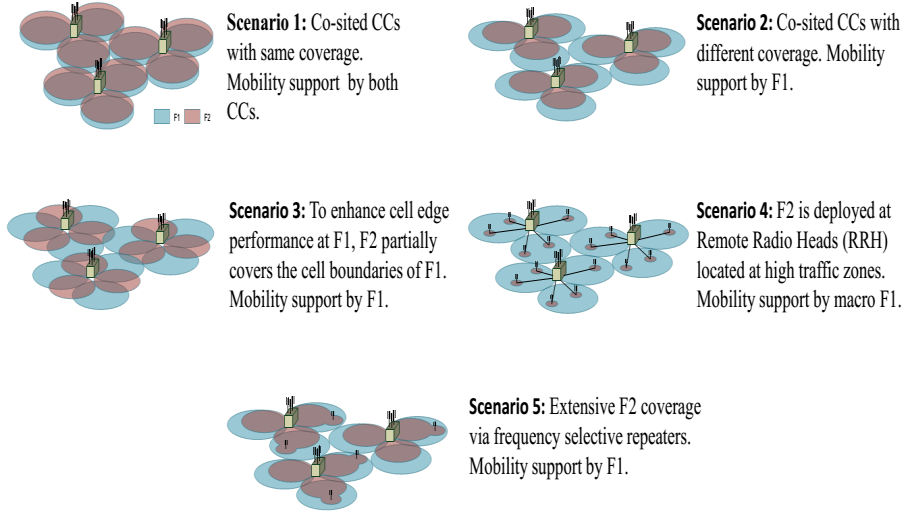 Scenario 1: Co-sited CCs
with same coverage.
Mobility support by both
CCs.
F1 F2
Scenario 2: Co-sited CCs with
different coverage. Mobility
support by F1.
Scenario 3: To enhance cell edge
performance at F1, F2 partially
covers the cell boundaries of F1.
Mobility support by F1.
Scenario 4: F2 is deployed at
Remote Radio Heads (RRH)
located at high traffic zones.
Mobility support by macro F1.
Scenario 5: Extensive F2 coverage
via frequency selective repeaters.
Mobility support by F1.